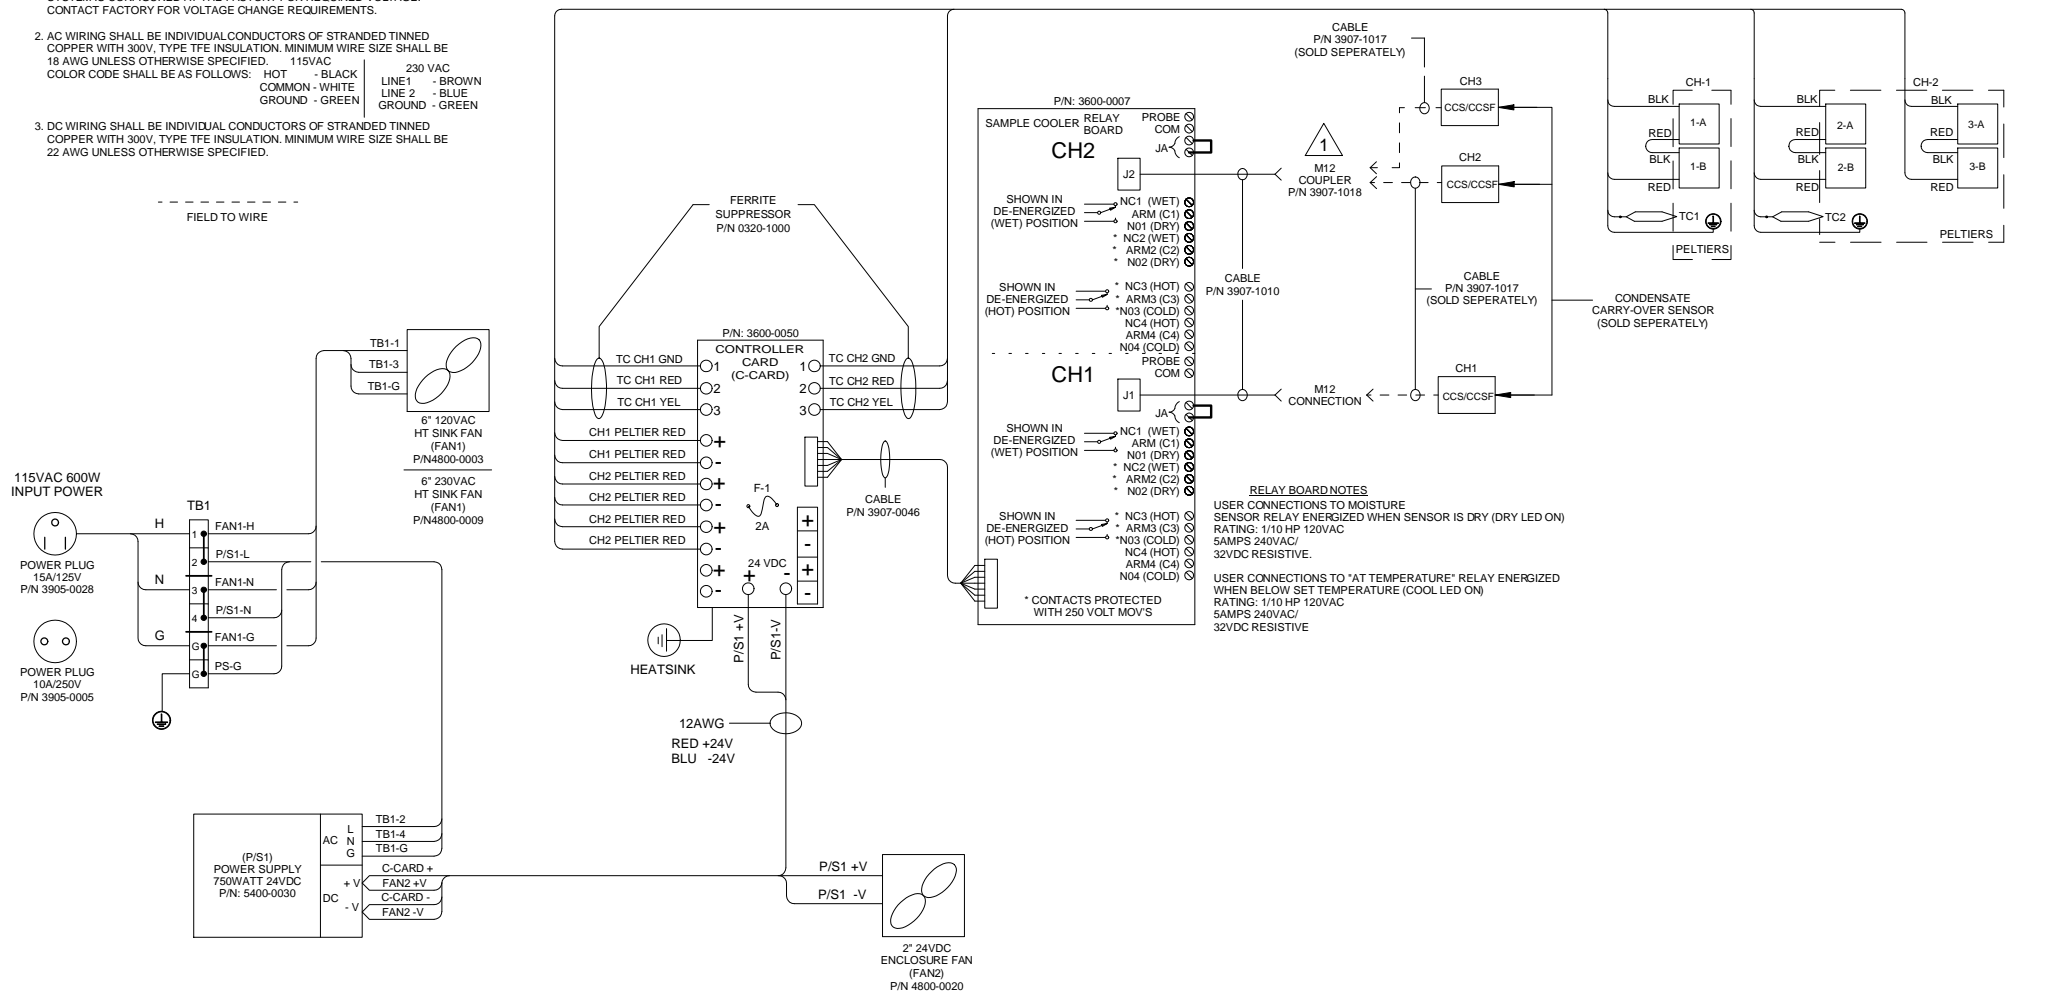 CONTACT FACTORY FOR VOLTAGE CHANGE REQUIREMENTS.
2. AC WIRING SHALL BE INDIVIDUAL CONDUCTORS OF STRANDED TINNED
COPPER WITH 300V, TYPE TFE INSULATION. MINIMUM WIRE SIZE SHALL BE
18 AWG UNLESS OTHERWISE SPECIFIED.
COLOR CODE SHALL BE AS FOLLOWS:
115VAC
HOT - BLACK
COMMON - WHITE
GROUND - GREEN
230 VAC
LINE1 - BROWN
LINE 2 - BLUE
GROUND - GREEN
3. DC WIRING SHALL BE INDIVIDUAL CONDUCTORS OF STRANDED TINNED
COPPER WITH 300V, TYPE TFE INSULATION. MINIMUM WIRE SIZE SHALL BE
22 AWG UNLESS OTHERWISE SPECIFIED.
FIELD TO WIRE
TB1-1
TB1-3
TB1-G
6" 120VAC
HT SINK FAN
(FAN1)
P/N4800-0003
6" 230VAC
HT SINK FAN
(FAN1)
P/N4800-0009
115VAC 600W
INPUT POWER
POWER PLUG
15A/125V
P/N 3905-0028
POWER PLUG
10A/250V
P/N 3905-0005
H
N
G
TB1
1
2
3
4
G
G
FAN1-H
P/S1-L
FAN1-N
P/S1-N
FAN1-G
PS-G
(P/S1)
POWER SUPPLY
750WATT 24VDC
P/N: 5400-0030
AC
L
N
G
DC
+ V
- V
TB1-2
TB1-4
TB1-G
C-CARD +
FAN2 +V
C-CARD -
FAN2 -V
FERRITE
SUPPRESSOR
P/N 0320-1000
P/N: 3600-0050
CONTROLLER
CARD
(C-CARD)
TC CH1 GND
TC CH1 RED
TC CH1 YEL
1
2
3
1
2
3
TC CH2 GND
TC CH2 RED
TC CH2 YEL
CH1 PELTIER RED
CH1 PELTIER RED
CH2 PELTIER RED
CH2 PELTIER RED
CH2 PELTIER RED
CH2 PELTIER RED
+
-
+
-
+
-
+
-
F-1
2A
+
-
+
-
24 VDC
+
-
CABLE
P/N 3907-0046
HEATSINK
P/S1 +V
P/S1-V
12AWG
RED +24V
BLU -24V
P/S1 +V
P/S1 -V
2" 24VDC
ENCLOSURE FAN
(FAN2)
P/N 4800-0020
P/N: 3600-0007
SAMPLE COOLER
RELAY
BOARD
CH2
PROBE
COM
JA
J2
SHOWN IN
DE-ENERGIZED
(WET) POSITION
NC1 (WET)
ARM (C1)
N01 (DRY)
* NC2 (WET)
* ARM2 (C2)
* N02 (DRY)
SHOWN IN
DE-ENERGIZED
(HOT) POSITION
* NC3 (HOT)
* ARM3 (C3)
*N03 (COLD)
NC4 (HOT)
ARM4 (C4)
N04 (COLD)
PROBE
COM
CH1
J1
JA
SHOWN IN
DE-ENERGIZED
(WET) POSITION
NC1 (WET)
ARM (C1)
N01 (DRY)
* NC2 (WET)
* ARM2 (C2)
* N02 (DRY)
SHOWN IN
DE-ENERGIZED
(HOT) POSITION
* NC3 (HOT)
* ARM3 (C3)
*N03 (COLD)
NC4 (HOT)
ARM4 (C4)
N04 (COLD)
* CONTACTS PROTECTED
WITH 250 VOLT MOV'S
CABLE
P/N 3907-1010
CABLE
P/N 3907-1017
(SOLD SEPERATELY)
1
M12
COUPLER
P/N 3907-1018
CH3
CCS/CCSF
CH2
CCS/CCSF
CABLE
P/N 3907-1017
(SOLD SEPERATELY)
CH1
CCS/CCSF
M12
CONNECTION
CONDENSATE
CARRY-OVER SENSOR
(SOLD SEPERATELY)
RELAY BOARD NOTES
USER CONNECTIONS TO MOISTURE
SENSOR RELAY ENERGIZED WHEN SENSOR IS DRY (DRY LED ON)
RATING: 1/10 HP 120VAC
5AMPS 240VAC/
32VDC RESISTIVE.
USER CONNECTIONS TO "AT TEMPERATURE" RELAY ENERGIZED
WHEN BELOW SET TEMPERATURE (COOL LED ON)
RATING: 1/10 HP 120VAC
5AMPS 240VAC/
32VDC RESISTIVE
CH-1
BLK
RED
BLK
RED
1-A
1-B
TC1
PELTIERS
CH-2
BLK
RED
BLK
RED
2-A
2-B
TC2
BLK
RED
BLK
RED
3-A
3-B
PELTIERS